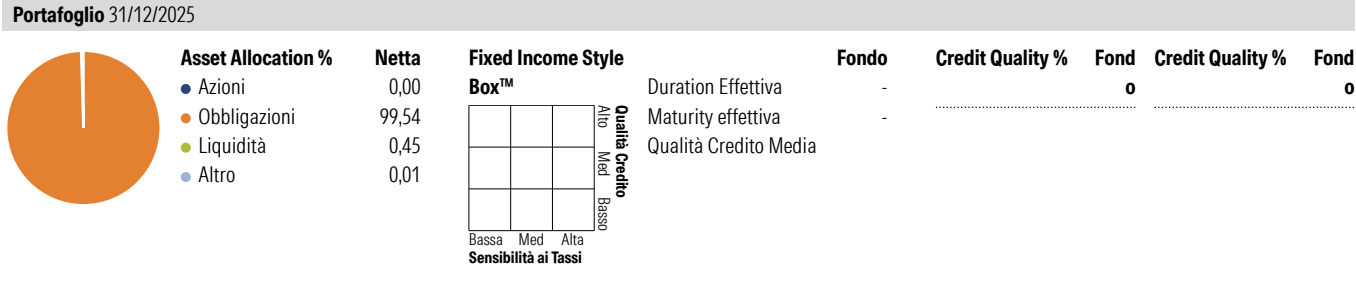 Portafoglio 31/12/2025
Asset Allocation % Netta
Azioni 0,00
Obbligazioni 99,54
Liquidità 0,45
Altro 0,01
Fixed Income Style
Box™
Alto Med Basso
Qualità Credito
Bassa Med Alta
Sensibilità ai Tassi
Fondo
Duration Effettiva -
Maturity effettiva -
Qualità Credito Media
Credit Quality % Fond
o
Credit Quality % Fond
o